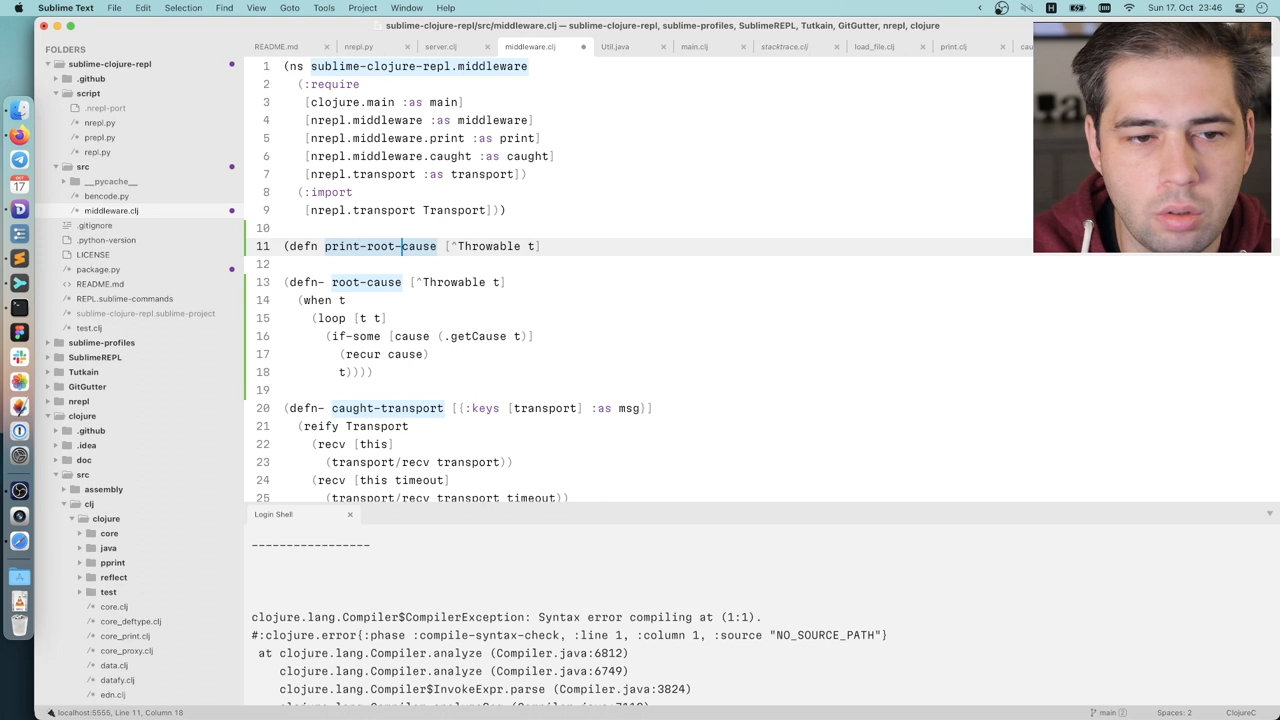 Sublime Text File Edit Selection Find View Goto Tools Project Window Help
Sun 17. Oct 23:46
middleware.clj — sublime-clojure-repl, sublime-profiles, SublimeREPL, Tutkain, GitGutter, nrepl, clojure
sublime-clojure-repl/src/
README.md nrepl.py server.clj middleware.clj Util.java main.clj stacktrace.clj load_file.clj print.clj cau
FOLDERS
sublime-clojure-repl
.github
script
.nrepl-port
nrepl.py
prepl.py
repl.py
src
__pycache__
bencode.py
middleware.clj
.gitignore
.python-version
LICENSE
package.py
README.md
REPL.sublime-commands
sublime-clojure-repl.sublime-project
test.clj
sublime-profiles
SublimeREPL
Tutkain
GitGutter
nrepl
clojure
.github
.idea
doc
src
assembly
clj
clojure
core
java
pprint
reflect
test
core.clj
core_deftype.clj
core_print.clj
core_proxy.clj
data.clj
datafy.clj
edn.clj
1 (ns sublime-clojure-repl.middleware
2 (:require
3 [clojure.main :as main]
4 [nrepl.middleware :as middleware]
5 [nrepl.middleware.print :as print]
6 [nrepl.middleware.caught :as caught]
7 [nrepl.transport :as transport])
8 (:import
9 [nrepl.transport Transport]))
10
11 (defn print-root-cause [^Throwable t]
12
13 (defn- root-cause [^Throwable t]
14 (when t
15 (loop [t t]
16 (if-some [cause (.getCause t)]
17 (recur cause)
18 t))))
19
20 (defn- caught-transport [{:keys [transport] :as msg}]
21 (reify Transport
22 (recv [this]
23 (transport/recv transport))
24 (recv [this timeout]
25 (transport/recv transport timeout))
Login Shell
-----------------
clojure.lang.Compiler$CompilerException: Syntax error compiling at (1:1).
#:clojure.error{:phase :compile-syntax-check, :line 1, :column 1, :source "NO_SOURCE_PATH"}
at clojure.lang.Compiler.analyze (Compiler.java:6812)
clojure.lang.Compiler.analyze (Compiler.java:6749)
clojure.lang.Compiler$InvokeExpr.parse (Compiler.java:3824)
localhost:5555, Line 11, Column 18
main 2 Spaces: 2 ClojureC